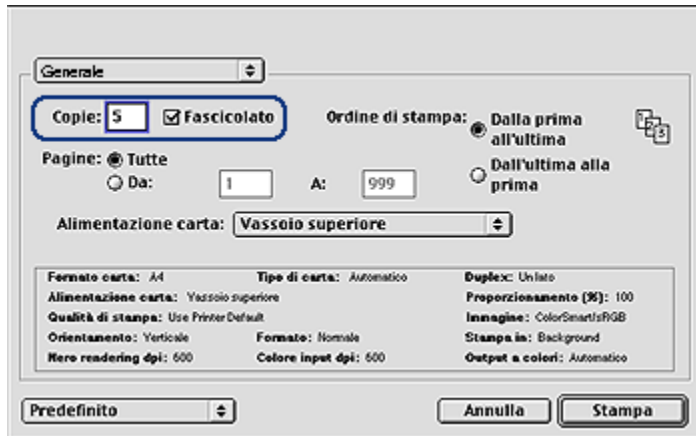 Generale
Copie: 5 Fascicolato
Ordine di stampa: Dalla prima all'ultima
Dall'ultima alla prima
Pagine: Tutte
Da: 1 A: 999
Alimentazione carta: Vassoio superiore
Formato carta: A4 Tipo di carta: Automatico Duplex: Un lato
Alimentazione carta: Vassoio superiore Proporzionamento (%): 100
Qualità di stampa: Use Printer Default Immagine: ColorSmart/sRGB
Orientamento: Verticale Formato: Normale Stampa in: Background
Nero rendering dpi: 600 Colore input dpi: 600 Output a colori: Automatico
Predefinito Annulla Stampa